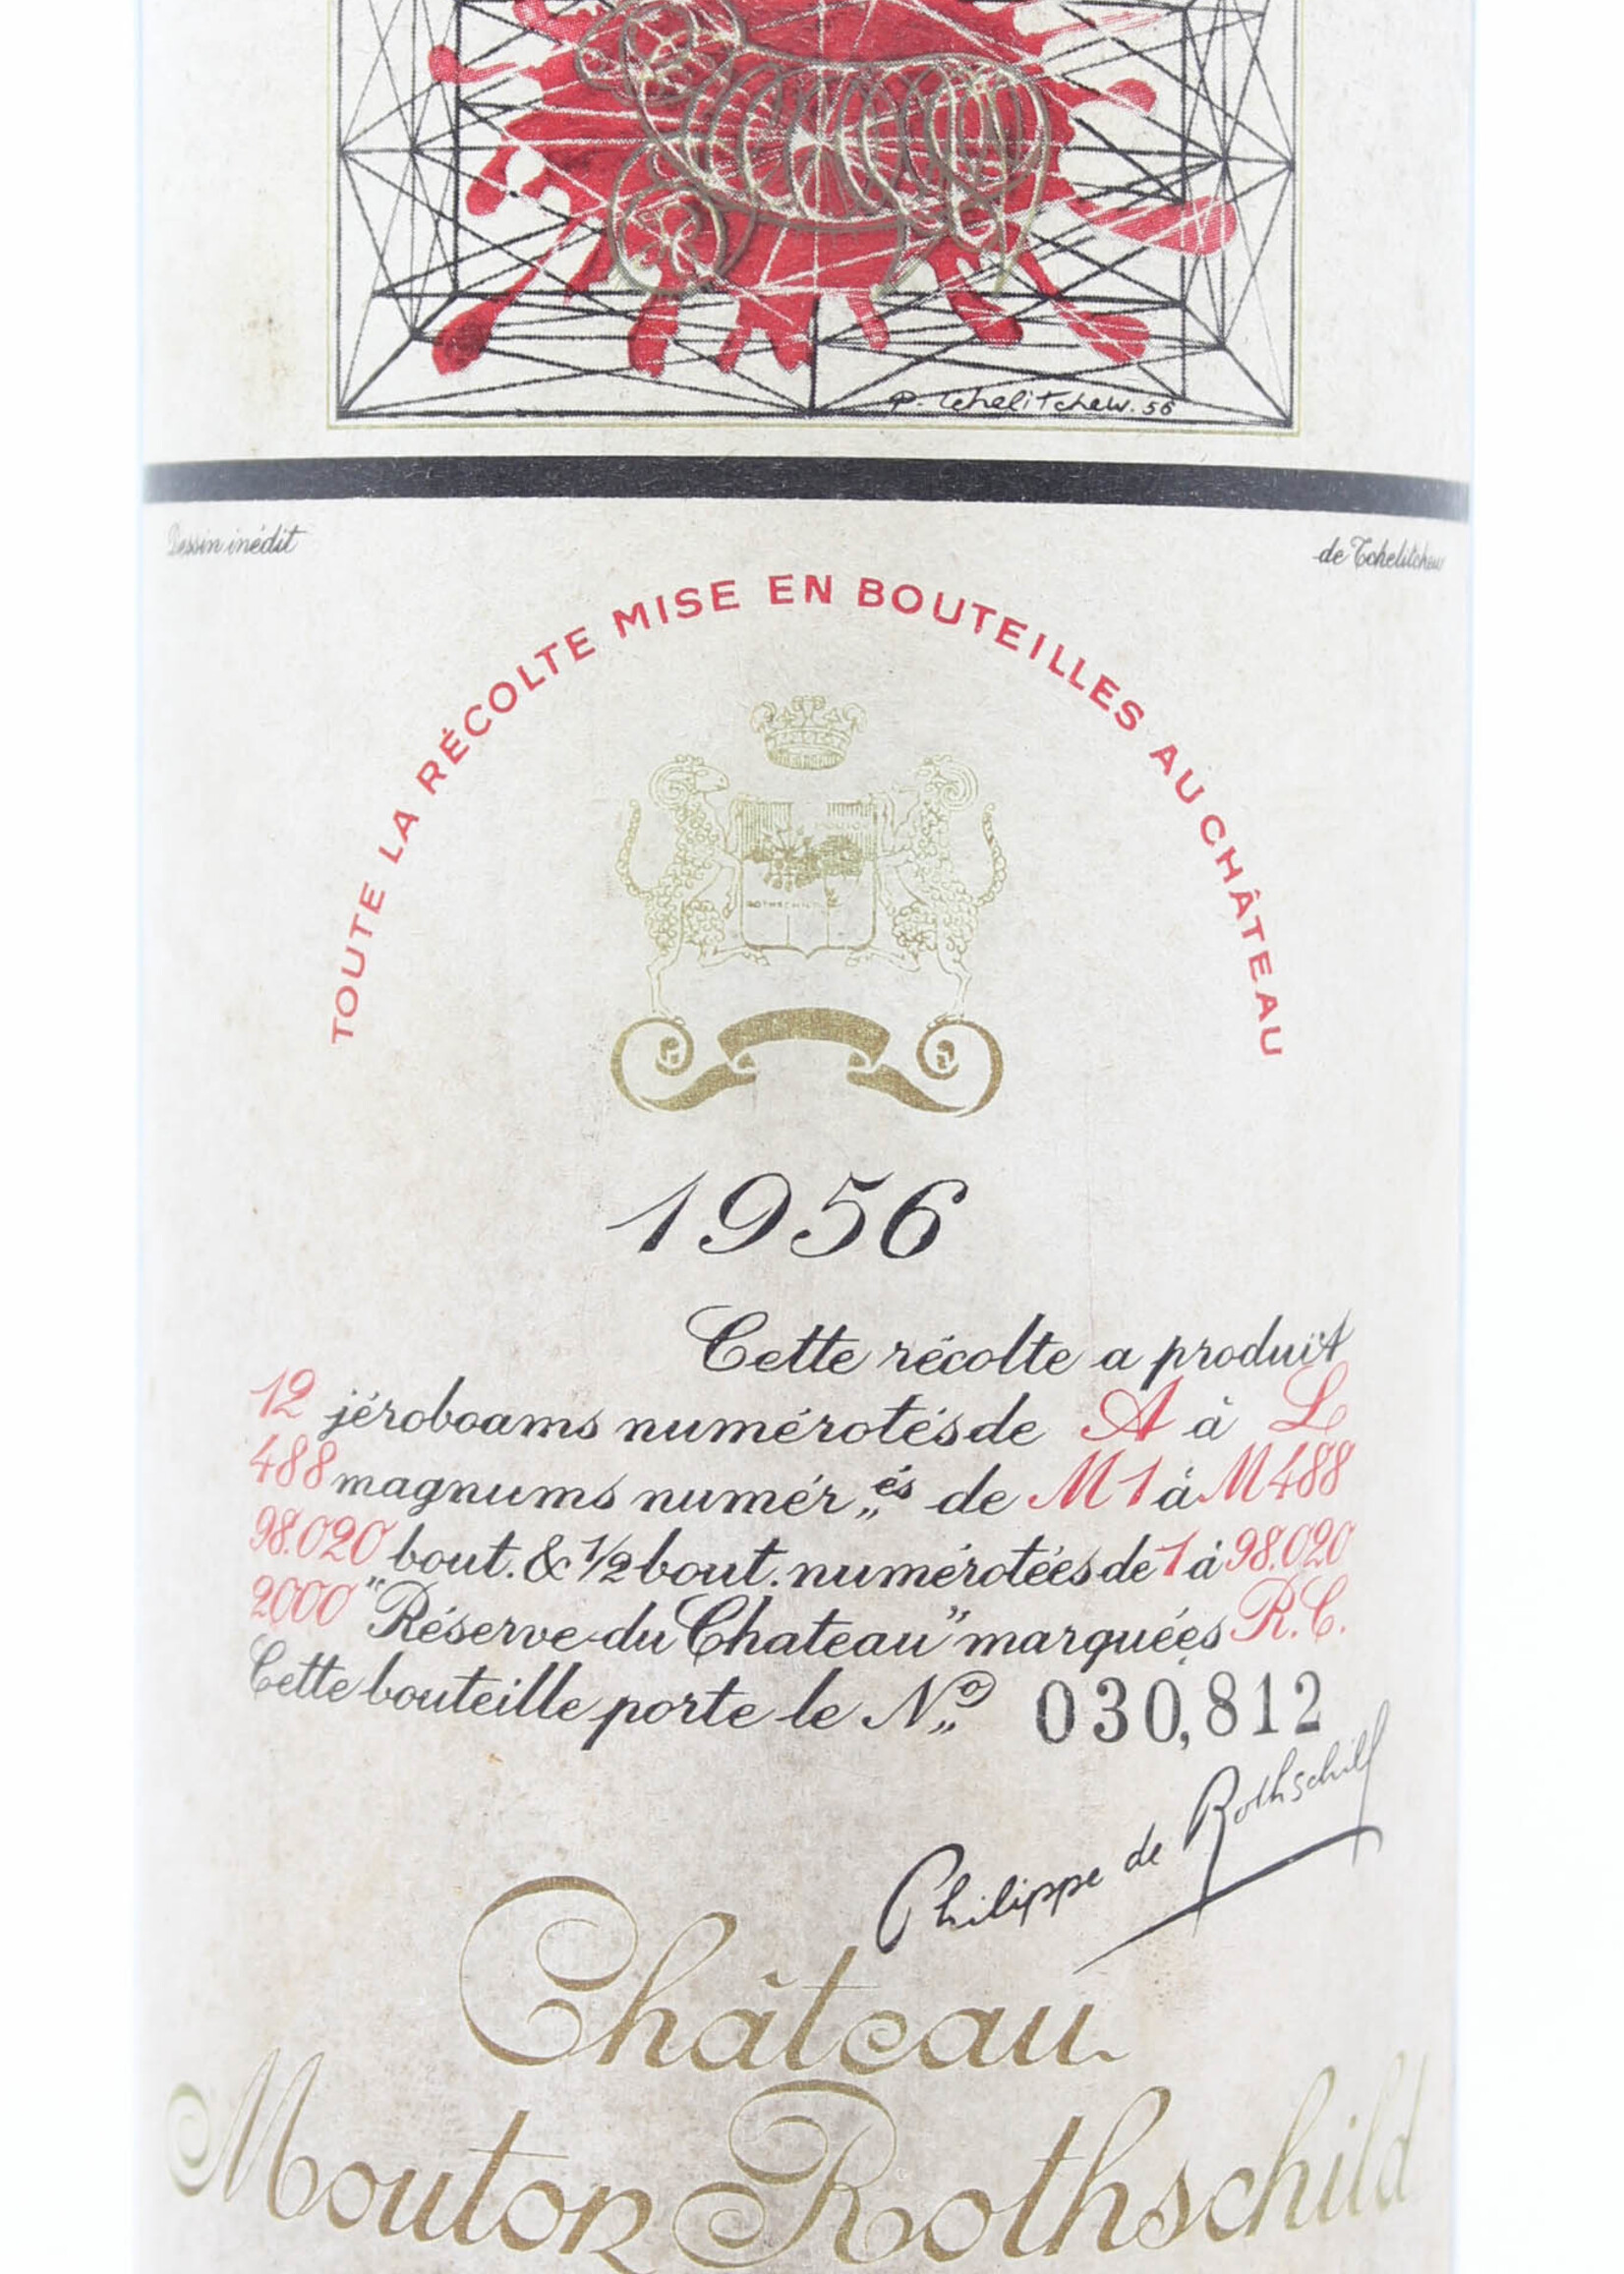 P. Tchelitchew. 56
Dessin inédit
de Tchelitchew
TOUTE LA RÉCOLTE MISE EN BOUTEILLES AU CHÂTEAU
ROTHSCHILD
1956
Cette récolte a produit
12 jéroboams numérotés de A à L
488 magnums numér„és de M1 à M488
98.020 bout. & ½ bout. numérotées de 1 à 98.020
2000 "Réserve du Chateau" marquées R.C.
Cette bouteille porte le No 030,812
Philippe de Rothschild
Château
Mouton Rothschild